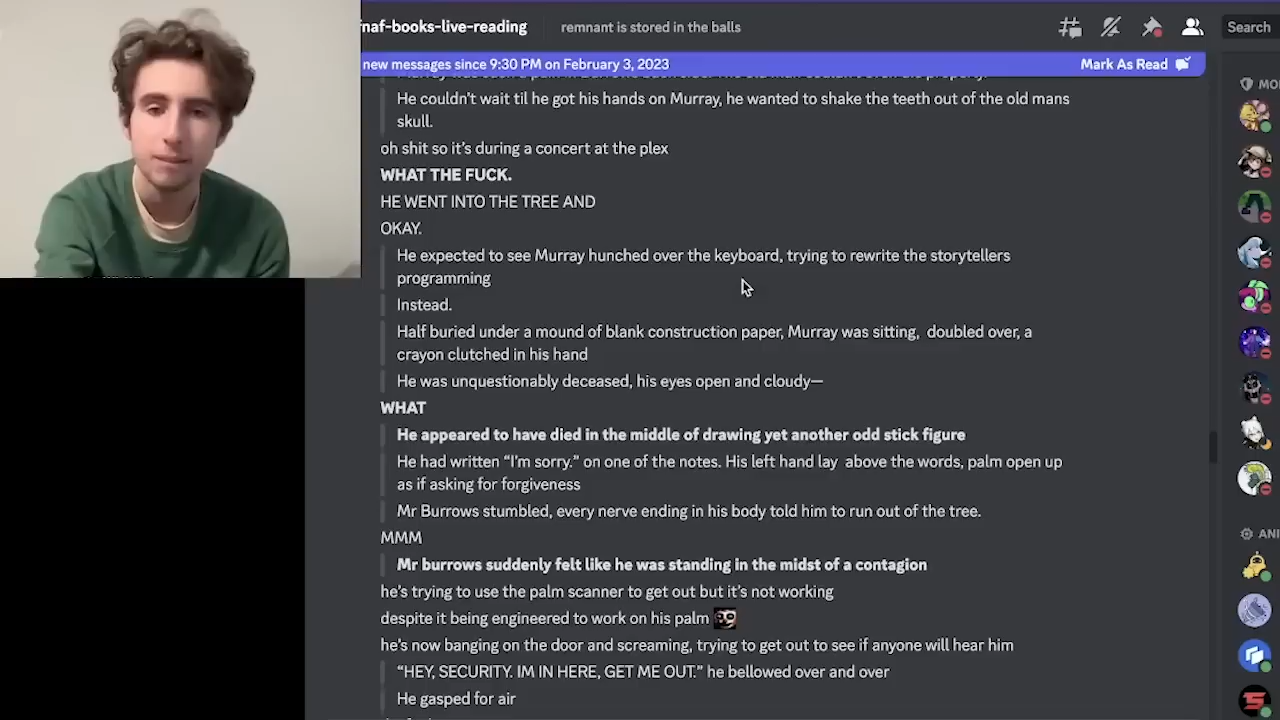 fnaf-books-live-reading
remnant is stored in the balls
Search
new messages since 9:30 PM on February 3, 2023
Mark As Read
He couldn't wait til he got his hands on Murray, he wanted to shake the teeth out of the old mans
skull.
oh shit so it's during a concert at the plex
WHAT THE FUCK.
HE WENT INTO THE TREE AND
OKAY.
He expected to see Murray hunched over the keyboard, trying to rewrite the storytellers
programming
Instead.
Half buried under a mound of blank construction paper, Murray was sitting, doubled over, a
crayon clutched in his hand
He was unquestionably deceased, his eyes open and cloudy—
WHAT
He appeared to have died in the middle of drawing yet another odd stick figure
He had written “I'm sorry.” on one of the notes. His left hand lay above the words, palm open up
as if asking for forgiveness
Mr Burrows stumbled, every nerve ending in his body told him to run out of the tree.
MMM
Mr burrows suddenly felt like he was standing in the midst of a contagion
he's trying to use the palm scanner to get out but it's not working
despite it being engineered to work on his palm
he's now banging on the door and screaming, trying to get out to see if anyone will hear him
“HEY, SECURITY. IM IN HERE, GET ME OUT.” he bellowed over and over
He gasped for air
MO
ANI